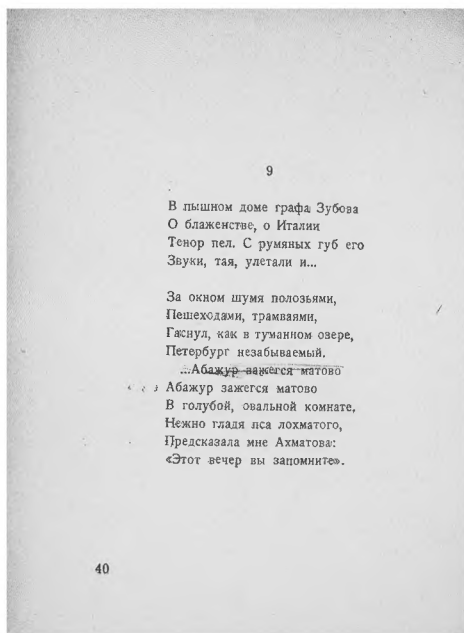 9
В пышном доме графа Зубова
О блаженстве, о Италии
Тенор пел. С румяных губ его
Звуки, тая, улетали и...
За окном шумя полозьями,
Пешеходами, трамваями,
Гаснул, как в туманном озере,
Петербург незабываемый.
...Абажур зажегся матово
Абажур зажегся матово
В голубой, овальной комнате,
Нежно гладя пса лохматого,
Предсказала мне Ахматова:
«Этот вечер вы запомните».
40